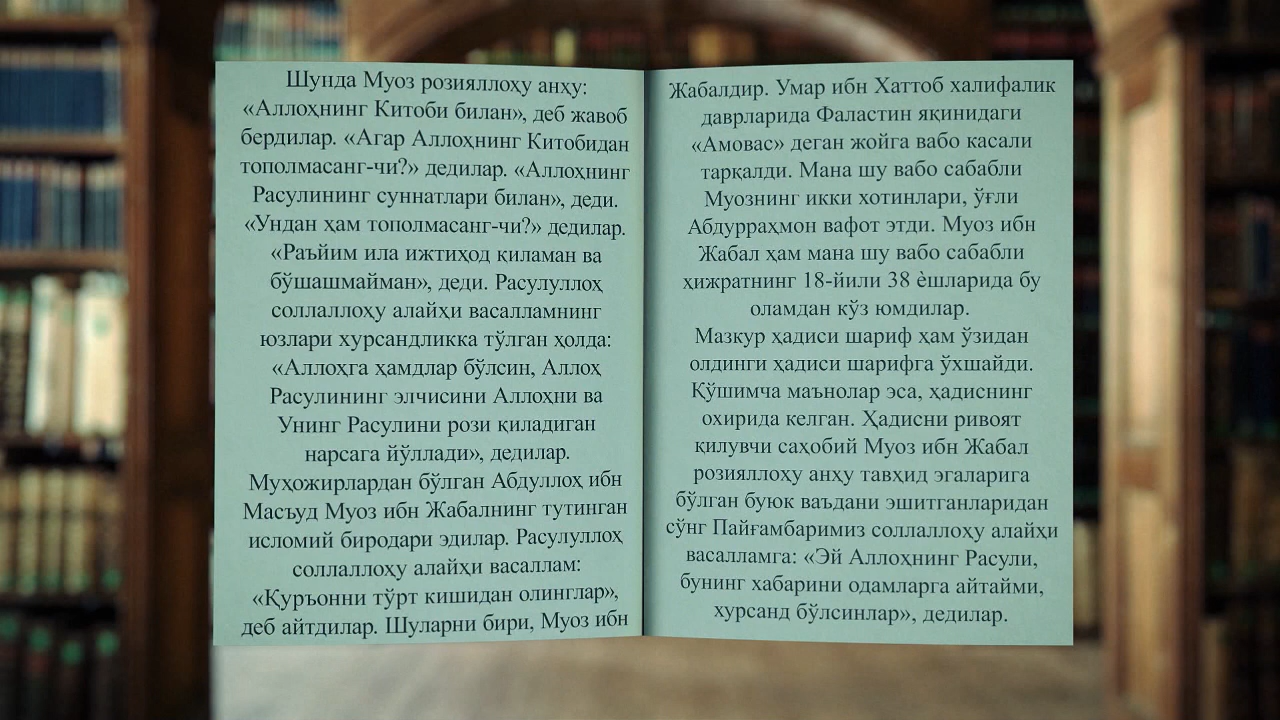 Шунда Муоз розияллоҳу анҳу:
«Аллоҳнинг Китоби билан», деб жавоб
бердилар. «Агар Аллоҳнинг Китобидан
тополмасанг-чи?» дедилар. «Аллоҳнинг
Расулининг суннатлари билан», деди.
«Ундан ҳам тополмасанг-чи?» дедилар.
«Раъйим ила ижтиҳод қиламан ва
бўшашмайман», деди. Расулуллоҳ
соллаллоҳу алайҳи васалламнинг
юзлари хурсандликка тўлган ҳолда:
«Аллоҳга ҳамдлар бўлсин, Аллоҳ
Расулининг элчисини Аллоҳни ва
Унинг Расулини рози қиладиган
нарсага йўллади», дедилар.
Муҳожирлардан бўлган Абдуллоҳ ибн
Масъуд Муоз ибн Жабалнинг тутинган
исломий биродари эдилар. Расулуллоҳ
соллаллоҳу алайҳи васаллам:
«Қуръонни тўрт кишидан олинглар»,
деб айтдилар. Шуларни бири, Муоз ибн
Жабалдир. Умар ибн Хаттоб халифалик
даврларида Фаластин яқинидаги
«Амовас» деган жойга вабо касали
тарқалди. Мана шу вабо сабабли
Муознинг икки хотинлари, ўғли
Абдурраҳмон вафот этди. Муоз ибн
Жабал ҳам мана шу вабо сабабли
ҳижратнинг 18-йили 38 ѐшларида бу
оламдан кўз юмдилар.
Мазкур ҳадиси шариф ҳам ўзидан
олдинги ҳадиси шарифга ўхшайди.
Қўшимча маънолар эса, ҳадиснинг
охирида келган. Ҳадисни ривоят
қилувчи саҳобий Муоз ибн Жабал
розияллоҳу анҳу тавҳид эгаларига
бўлган буюк ваъдани эшитганларидан
сўнг Пайғамбаримиз соллаллоҳу алайҳи
васалламга: «Эй Аллоҳнинг Расули,
бунинг хабарини одамларга айтайми,
хурсанд бўлсинлар», дедилар.